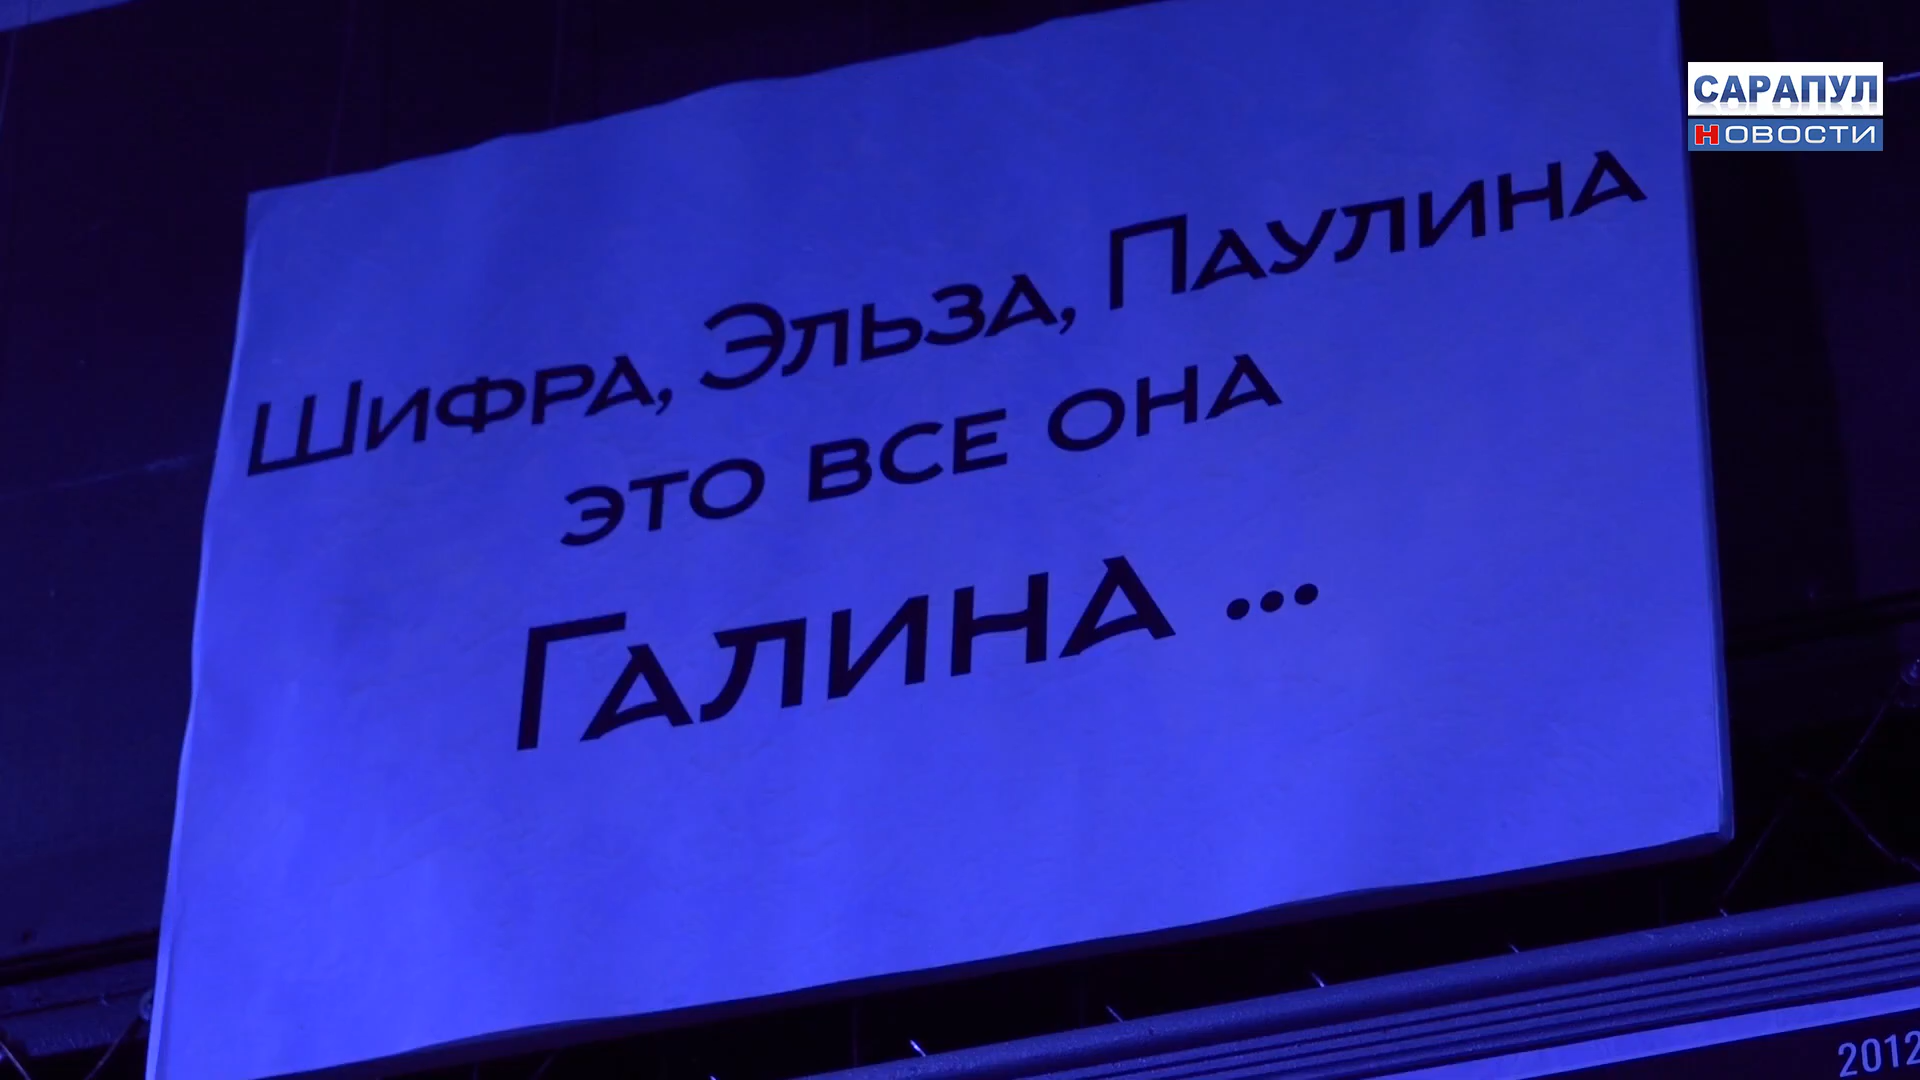 САРАПУЛ
НОВОСТИ
Шифра, Эльза, Паулина
это все она
Галина ...
2012